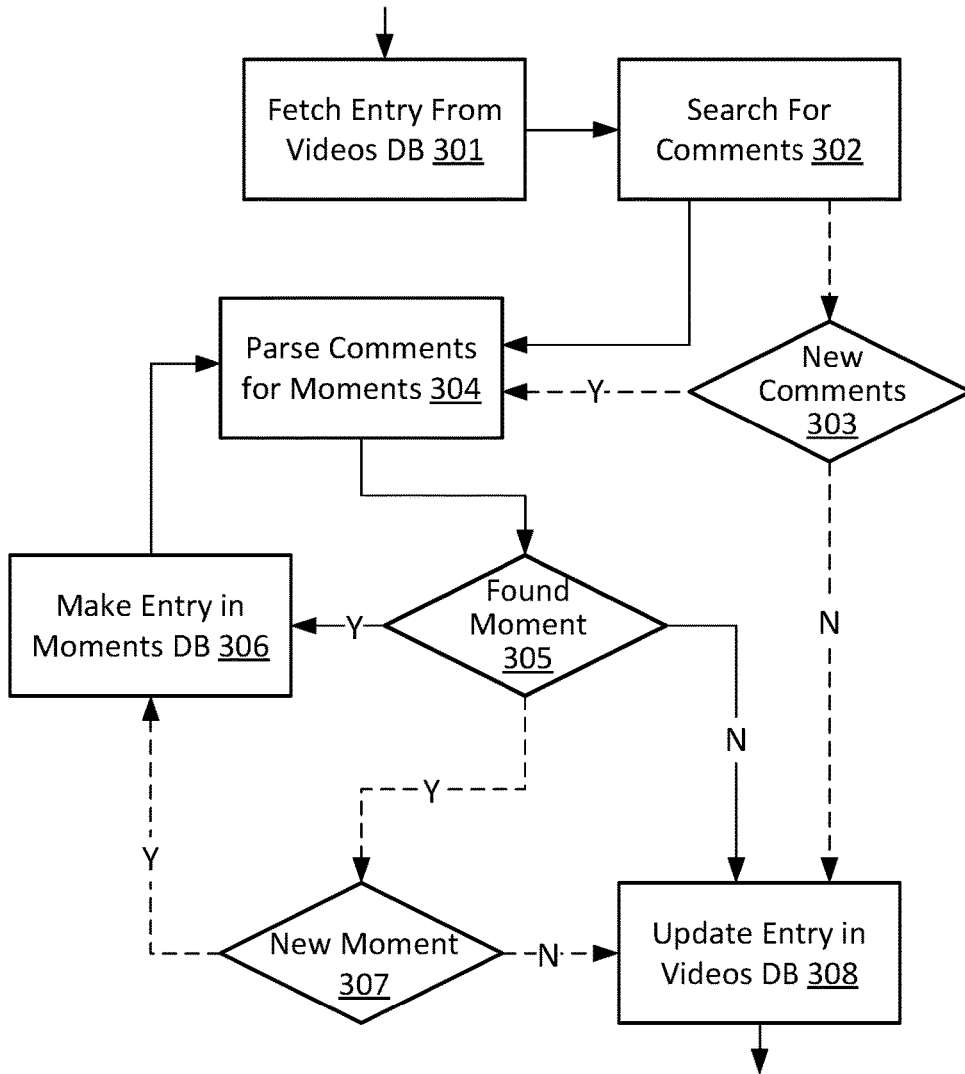 Fetch Entry From
Videos DB 301
Search For
Comments 302
Parse Comments
for Moments 304
New
Comments
303
Y
Make Entry in
Moments DB 306
Found
Moment
305
Y
N
N
Y
Y
New Moment
307
N
Update Entry in
Videos DB 308